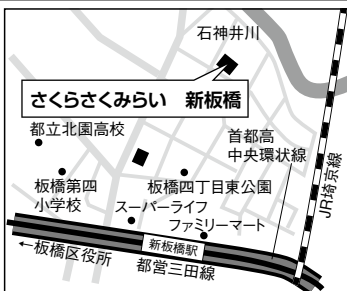 石神井川
さくらさくみらい　新板橋
都立北園高校
首都高
中央環状線
JR埼京線
板橋第四
小学校
板橋四丁目東公園
スーパーライフ
ファミリーマート
新板橋駅
←板橋区役所
都営三田線